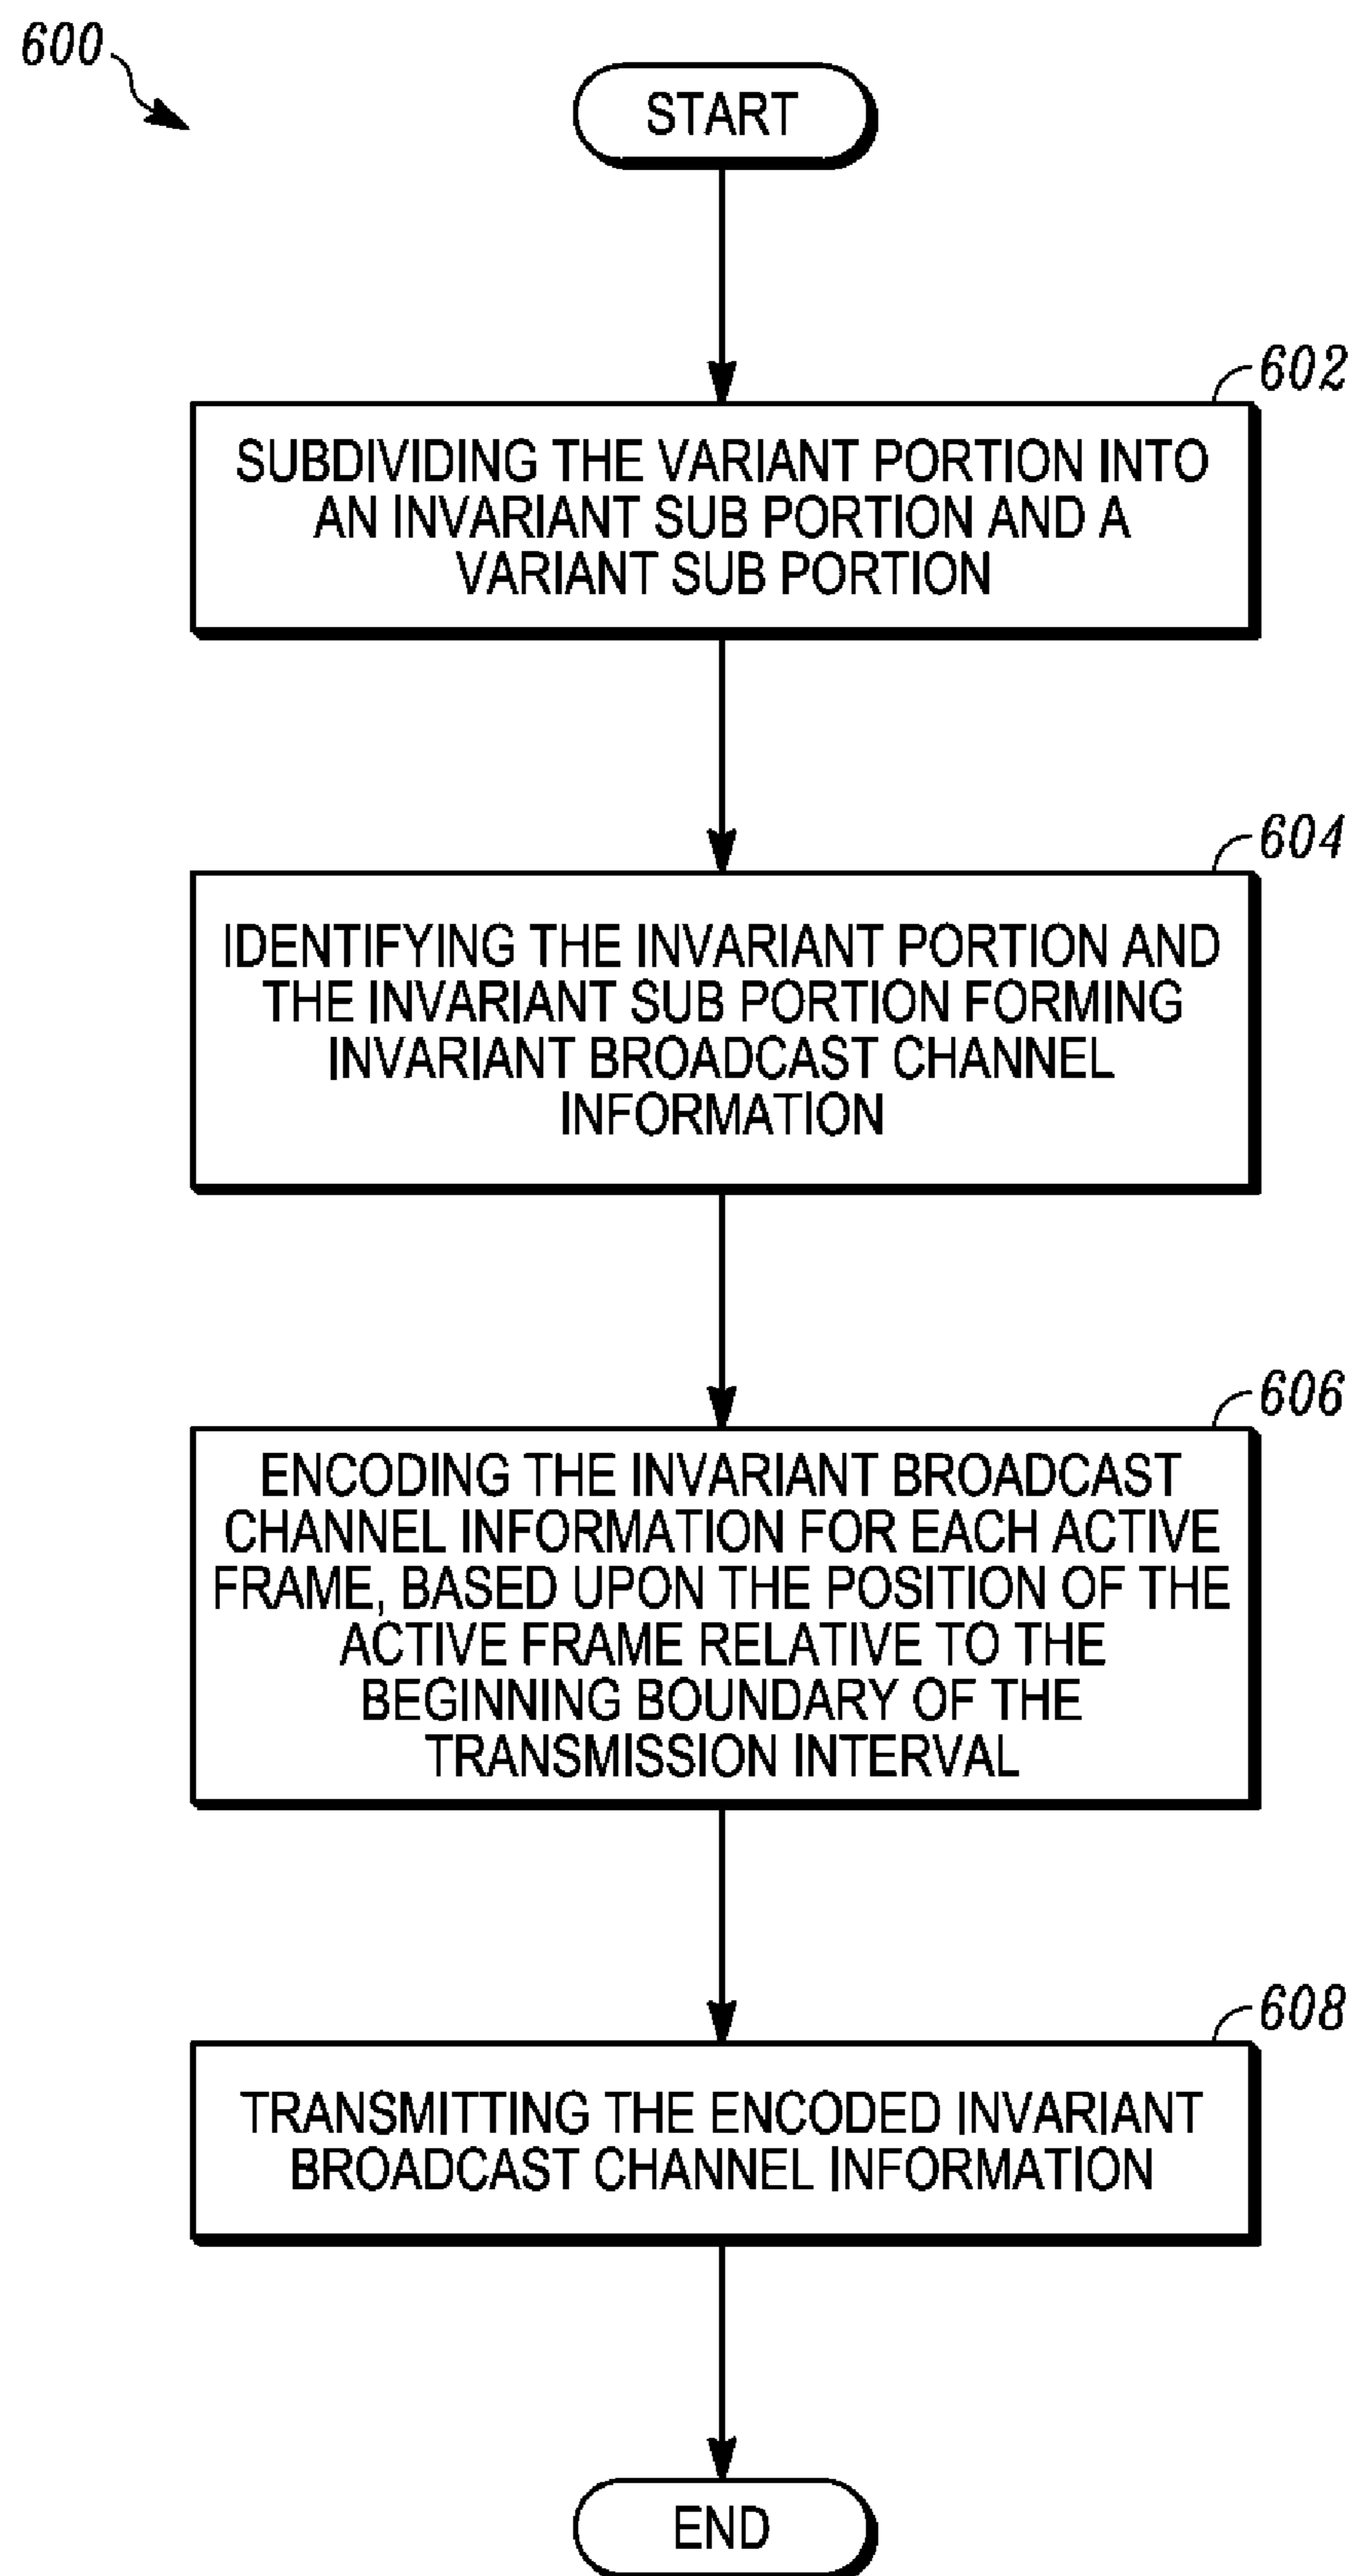 600
START
602
SUBDIVIDING THE VARIANT PORTION INTO
AN INVARIANT SUB PORTION AND A
VARIANT SUB PORTION
604
IDENTIFYING THE INVARIANT PORTION AND
THE INVARIANT SUB PORTION FORMING
INVARIANT BROADCAST CHANNEL
INFORMATION
606
ENCODING THE INVARIANT BROADCAST
CHANNEL INFORMATION FOR EACH ACTIVE
FRAME, BASED UPON THE POSITION OF THE
ACTIVE FRAME RELATIVE TO THE
BEGINNING BOUNDARY OF THE
TRANSMISSION INTERVAL
608
TRANSMITTING THE ENCODED INVARIANT
BROADCAST CHANNEL INFORMATION
END